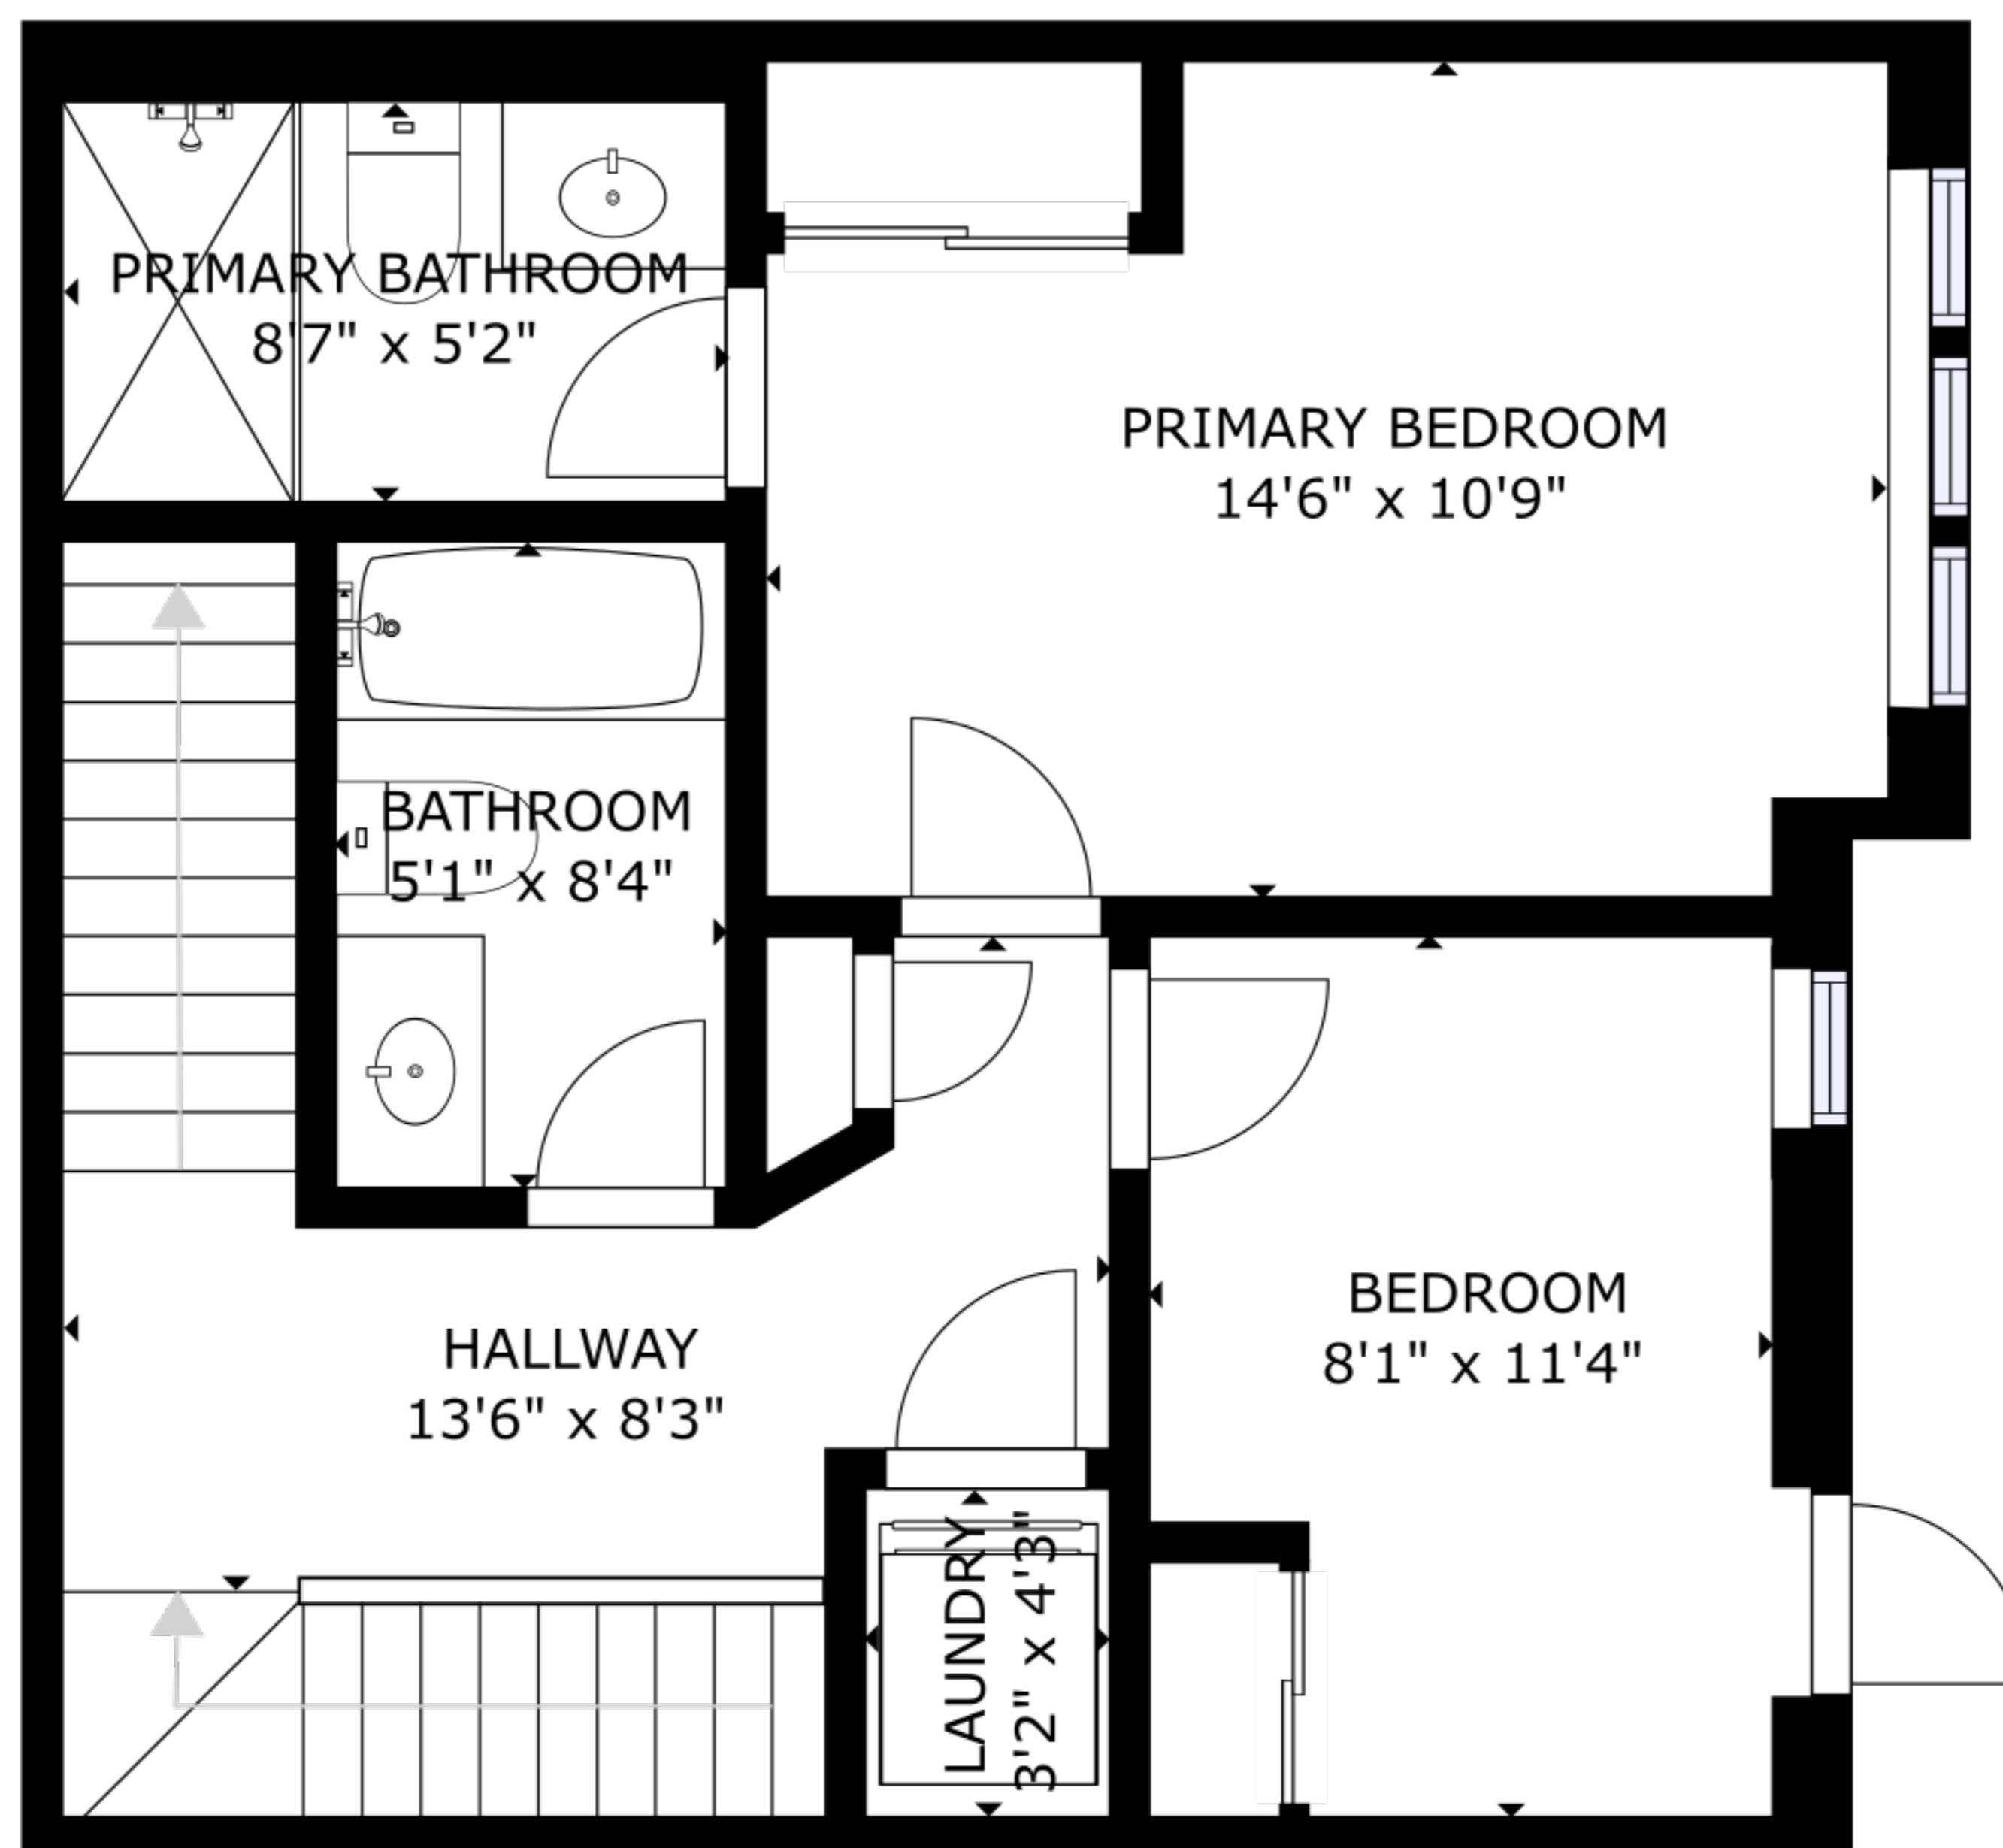 PRIMARY BATHROOM
8'7" x 5'2"
PRIMARY BEDROOM
14'6" x 10'9"
BATHROOM
5'1" x 8'4"
BEDROOM
8'1" x 11'4"
HALLWAY
13'6" x 8'3"
LAUNDRY
3'2" x 4'3"